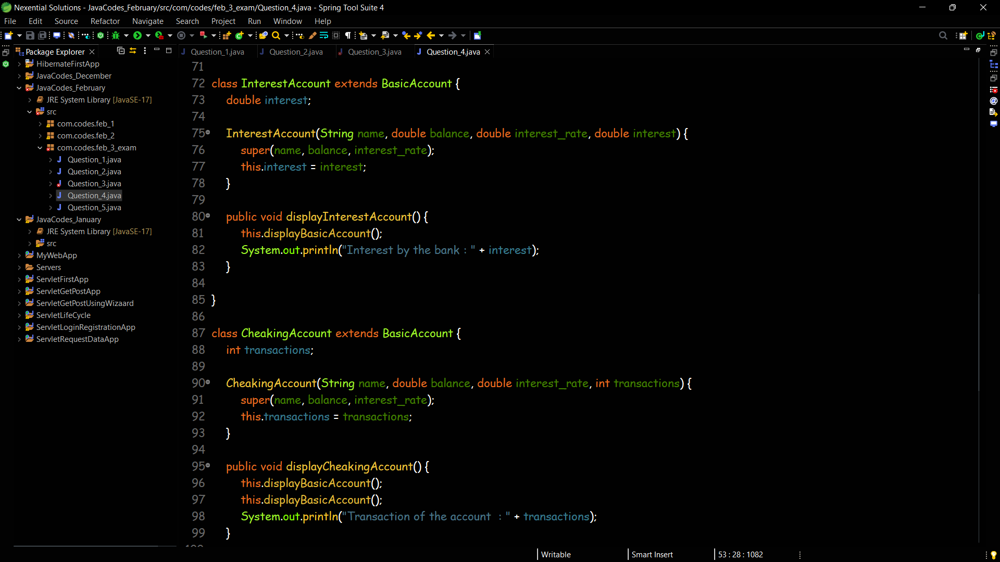 Nexential Solutions - JavaCodes_February/src/com/codes/feb_3_exam/Question_4.java - Spring Tool Suite 4
File Edit Source Refactor Navigate Search Project Run Window Help
Package Explorer
HibernateFirstApp
JavaCodes_December
JavaCodes_February
JRE System Library [JavaSE-17]
src
com.codes.feb_1
com.codes.feb_2
com.codes.feb_3_exam
Question_1.java
Question_2.java
Question_3.java
Question_4.java
Question_5.java
JavaCodes_January
JRE System Library [JavaSE-17]
src
MyWebApp
Servers
ServletFirstApp
ServletGetPostApp
ServletGetPostUsingWizaard
ServletLifeCycle
ServletLoginRegistrationApp
ServletRequestDataApp
Question_1.java Question_2.java Question_3.java Question_4.java
71
72 class InterestAccount extends BasicAccount {
73 double interest;
74
75 InterestAccount(String name, double balance, double interest_rate, double interest) {
76 super(name, balance, interest_rate);
77 this.interest = interest;
78 }
79
80 public void displayInterestAccount() {
81 this.displayBasicAccount();
82 System.out.println("Interest by the bank : " + interest);
83 }
84
85 }
86
87 class CheakingAccount extends BasicAccount {
88 int transactions;
89
90 CheakingAccount(String name, double balance, double interest_rate, int transactions) {
91 super(name, balance, interest_rate);
92 this.transactions = transactions;
93 }
94
95 public void displayCheakingAccount() {
96 this.displayBasicAccount();
97 this.displayBasicAccount();
98 System.out.println("Transaction of the account  : " + transactions);
99 }
Writable Smart Insert 53 : 28 : 1082